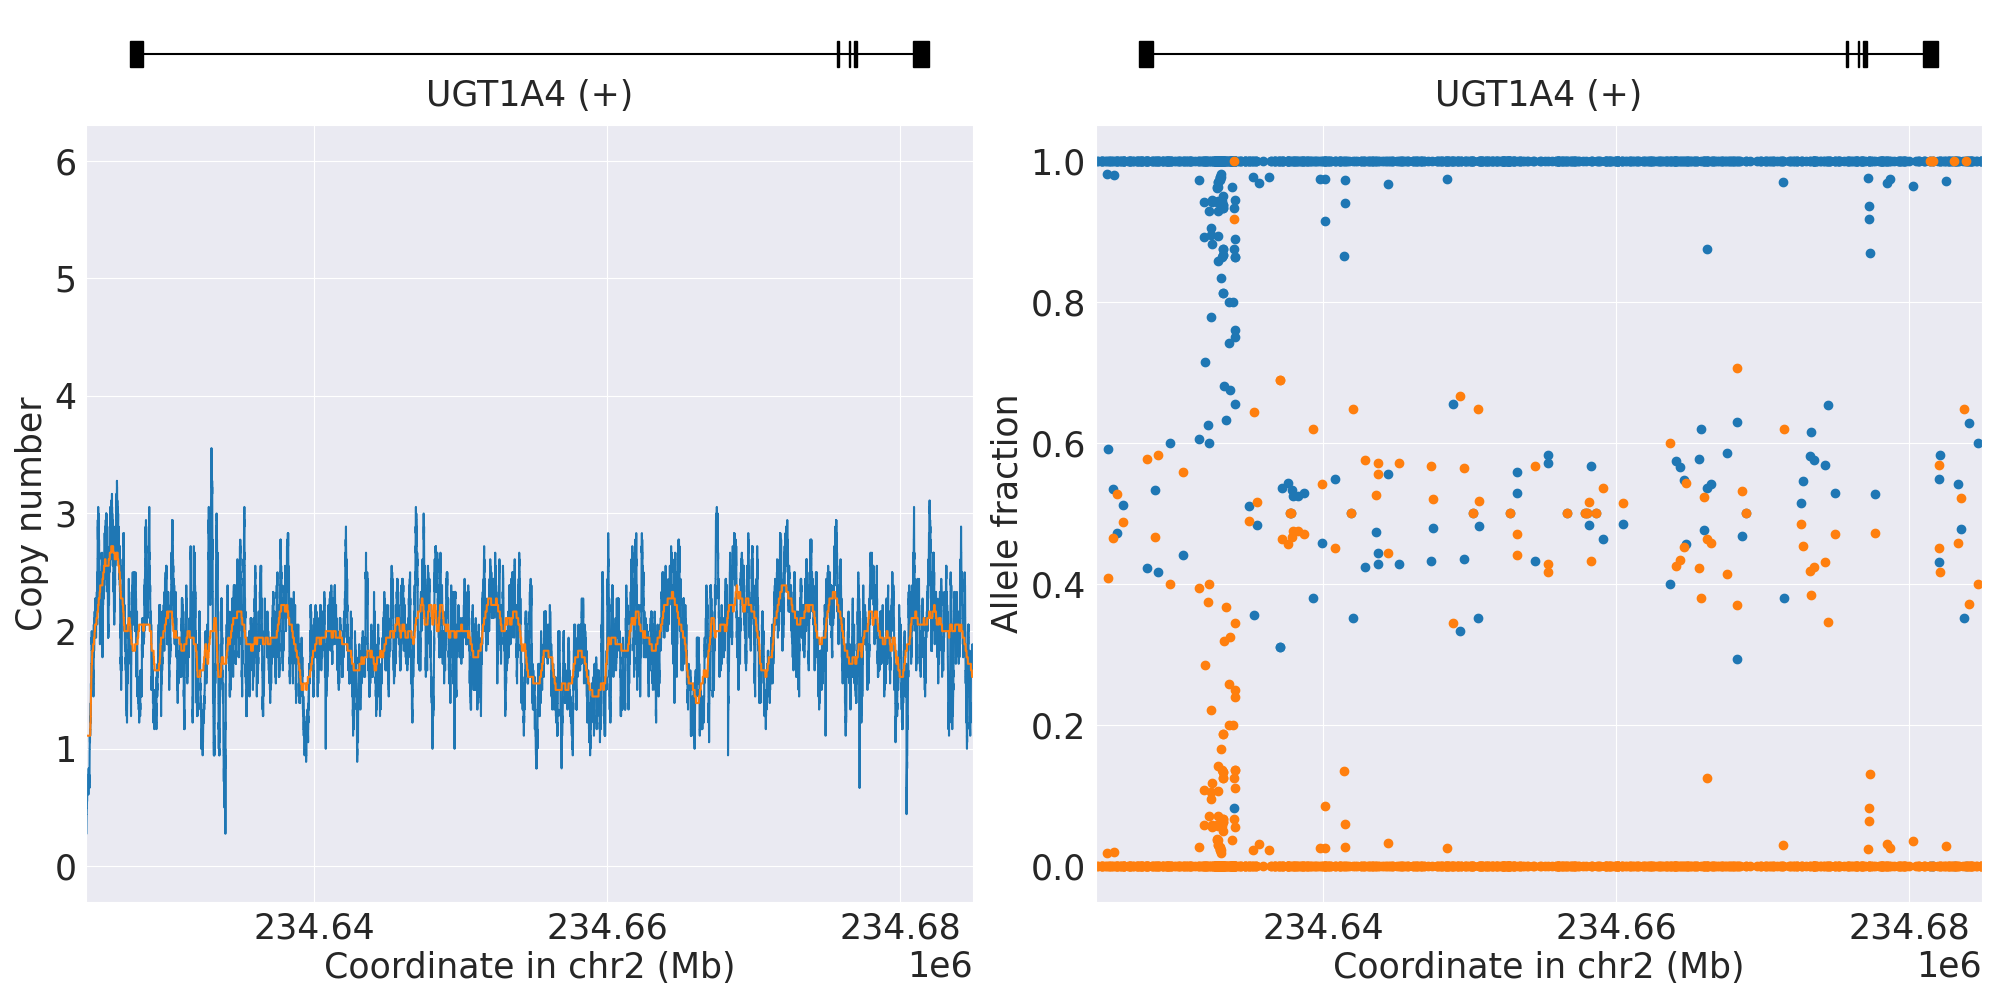 UGT1A4 (+)
Copy number
6
5
4
3
2
1
0
234.64
234.66
234.68
1e6
Coordinate in chr2 (Mb)
UGT1A4 (+)
Allele fraction
1.0
0.8
0.6
0.4
0.2
0.0
234.64
234.66
234.68
1e6
Coordinate in chr2 (Mb)